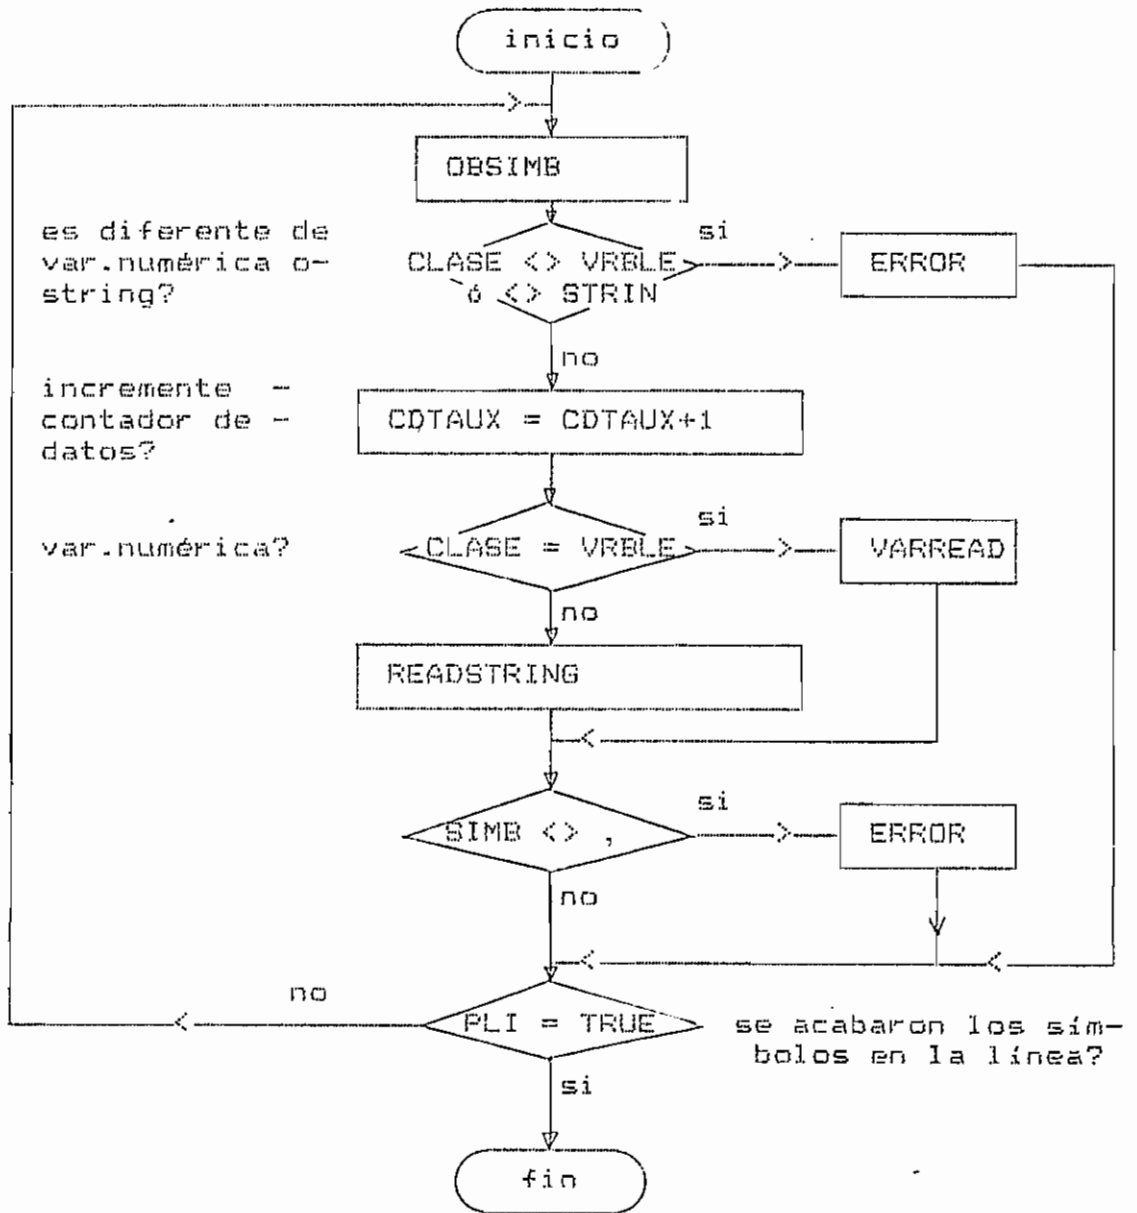 inicio
OBSIMB
es diferente de
var.numérica o-
string?
CLASE <> VRBLE
ó <> STRIN
si
ERROR
no
incremente -
contador de -
datos?
CDTAUX = CDTAUX+1
var.numérica?
CLASE = VRBLE
si
VARREAD
no
READSTRING
SIMB <> ,
si
ERROR
no
no
PLI = TRUE
se acabaron los sím-
bolos en la línea?
si
fin